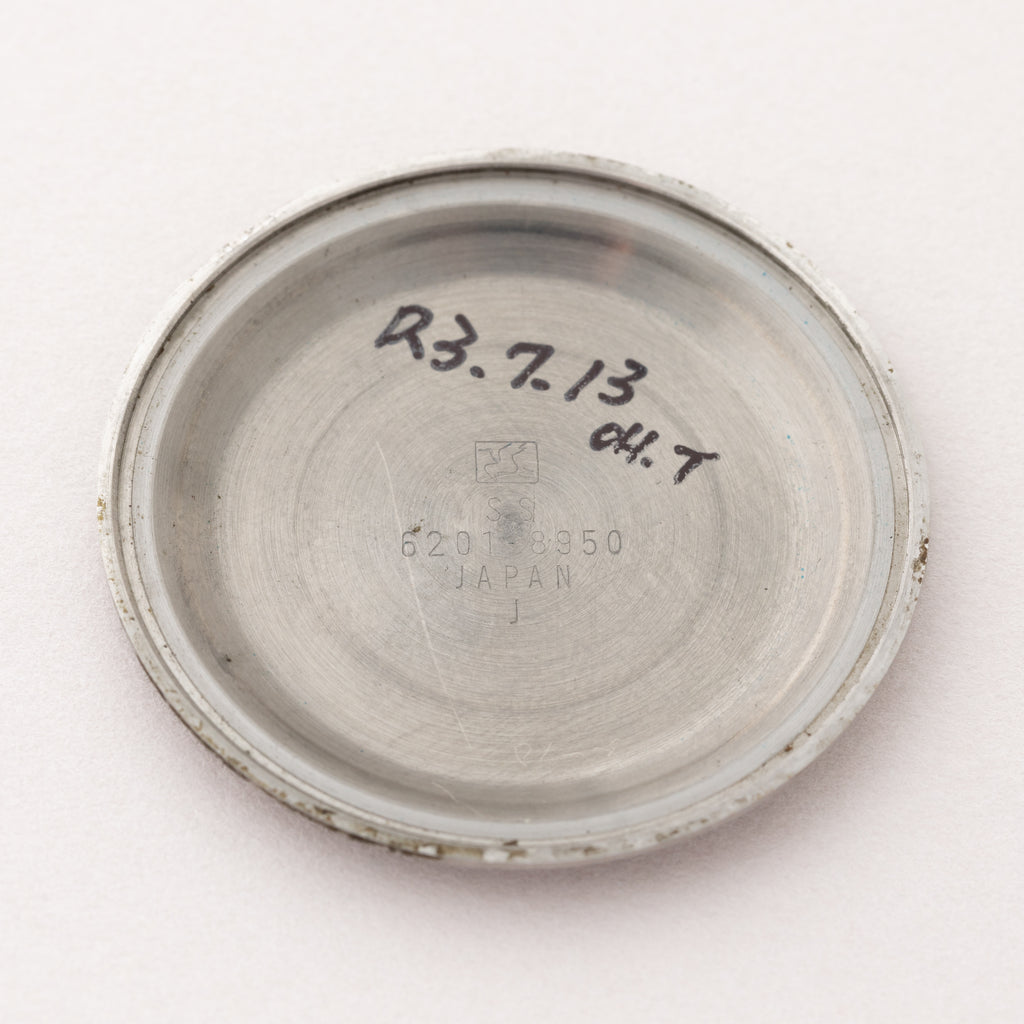 R3.7.13
OH.T
SS
6201-8950
JAPAN
J